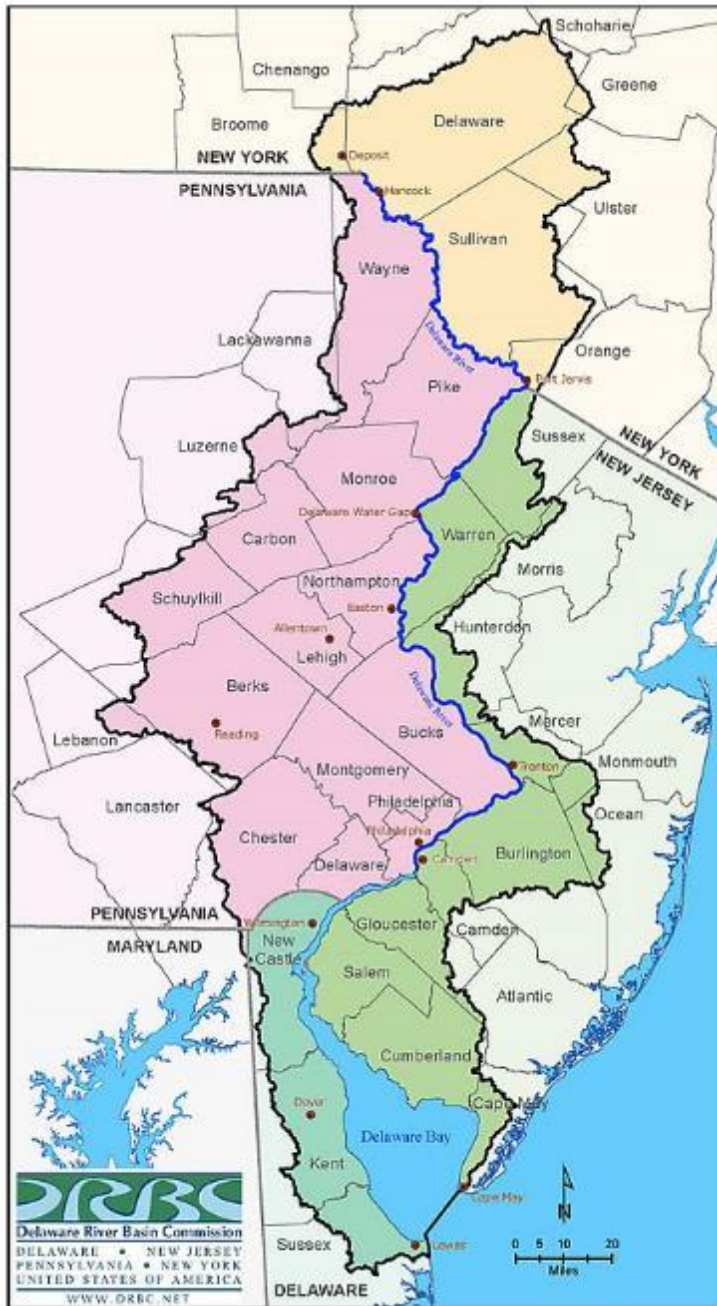 Schoharie
Chenango
Greene
Delaware
Broome
Deposit
NEW YORK
PENNSYLVANIA
Hancock
Ulster
Sullivan
Wayne
Lackawanna
Delaware River
Orange
Port Jervis
Pike
Luzerne
Sussex
NEW YORK
NEW JERSEY
Monroe
Delaware Water Gap
Warren
Carbon
Morris
Northampton
Schuylkill
Easton
Hunterdon
Allentown
Lehigh
Berks
Delaware River
Reading
Bucks
Mercer
Lebanon
Trenton
Monmouth
Montgomery
Lancaster
Philadelphia
Ocean
Chester
Philadelphia
Burlington
Delaware
Camden
PENNSYLVANIA
Wilmington
Gloucester
MARYLAND
New
Castle
Camden
Salem
Atlantic
Cumberland
Dover
Cape May
Delaware Bay
Kent
Cape May
N
DRBC
Delaware River Basin Commission
DELAWARE • NEW JERSEY
PENNSYLVANIA • NEW YORK
UNITED STATES OF AMERICA
WWW.DRBC.NET
Sussex
Lewes
DELAWARE
0 5 10 20
Miles